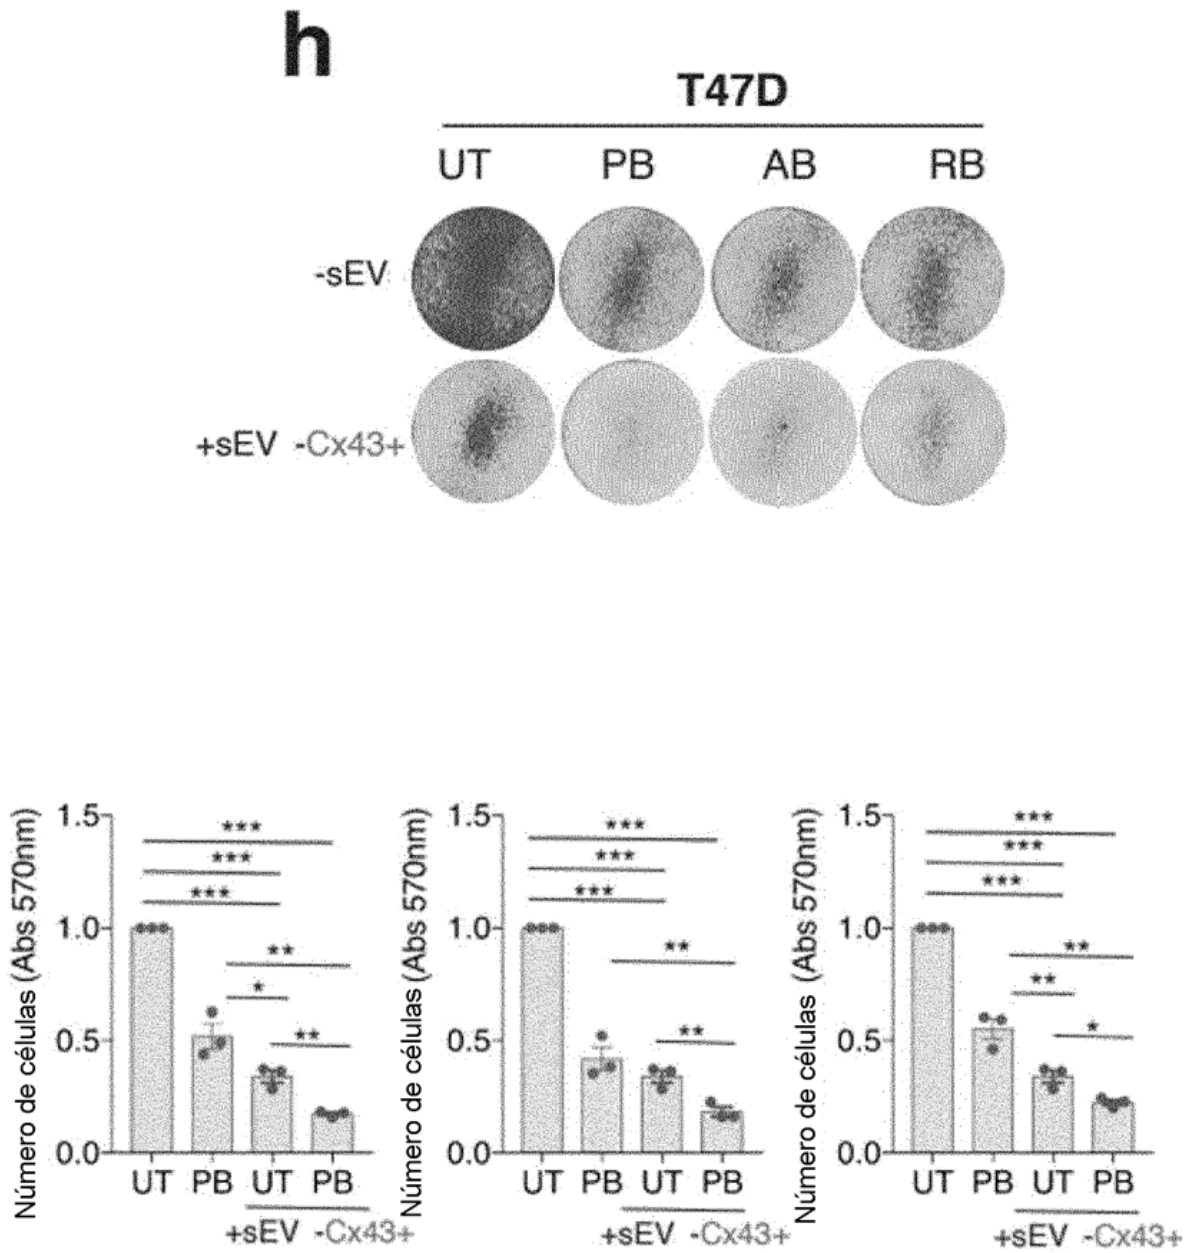 h
T47D
UT PB AB RB
-sEV
+sEV -Cx43+
Número de células (Abs 570nm)
1.5
1.0
0.5
0.0
***
***
***
**
*
**
UT PB UT PB
+sEV -Cx43+
Número de células (Abs 570nm)
1.5
1.0
0.5
0.0
***
***
***
**
**
UT PB UT PB
+sEV -Cx43+
Número de células (Abs 570nm)
1.5
1.0
0.5
0.0
***
***
***
**
**
*
UT PB UT PB
+sEV -Cx43+